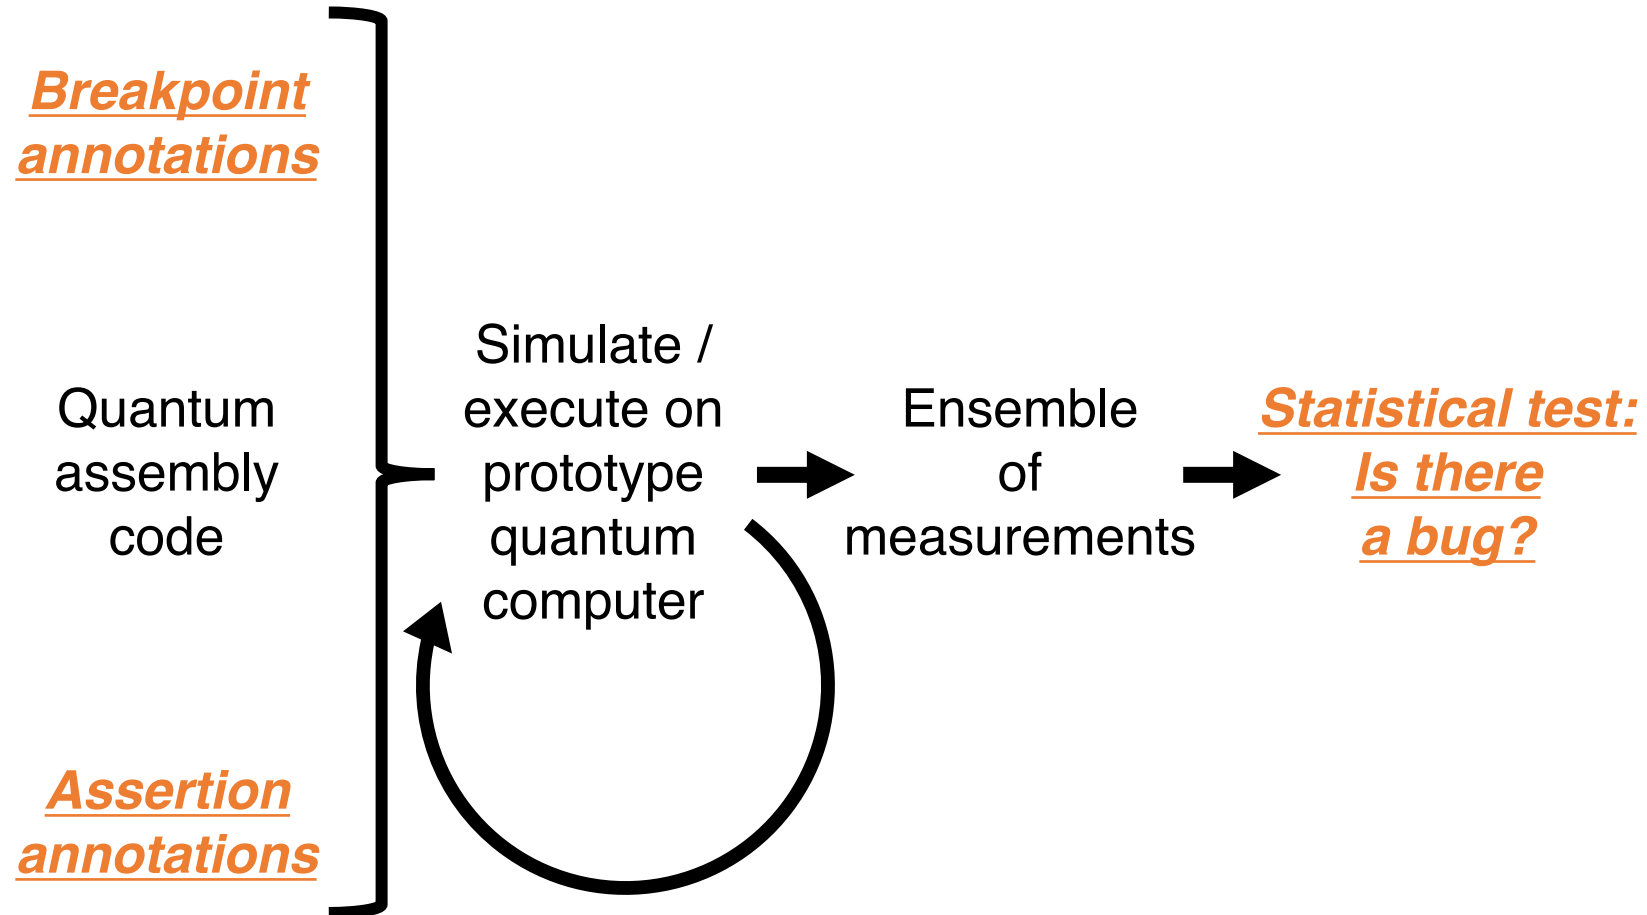 Breakpoint
annotations
Quantum
assembly
code
Assertion
annotations
Simulate /
execute on
prototype
quantum
computer
Ensemble
of
measurements
Statistical test:
Is there
a bug?